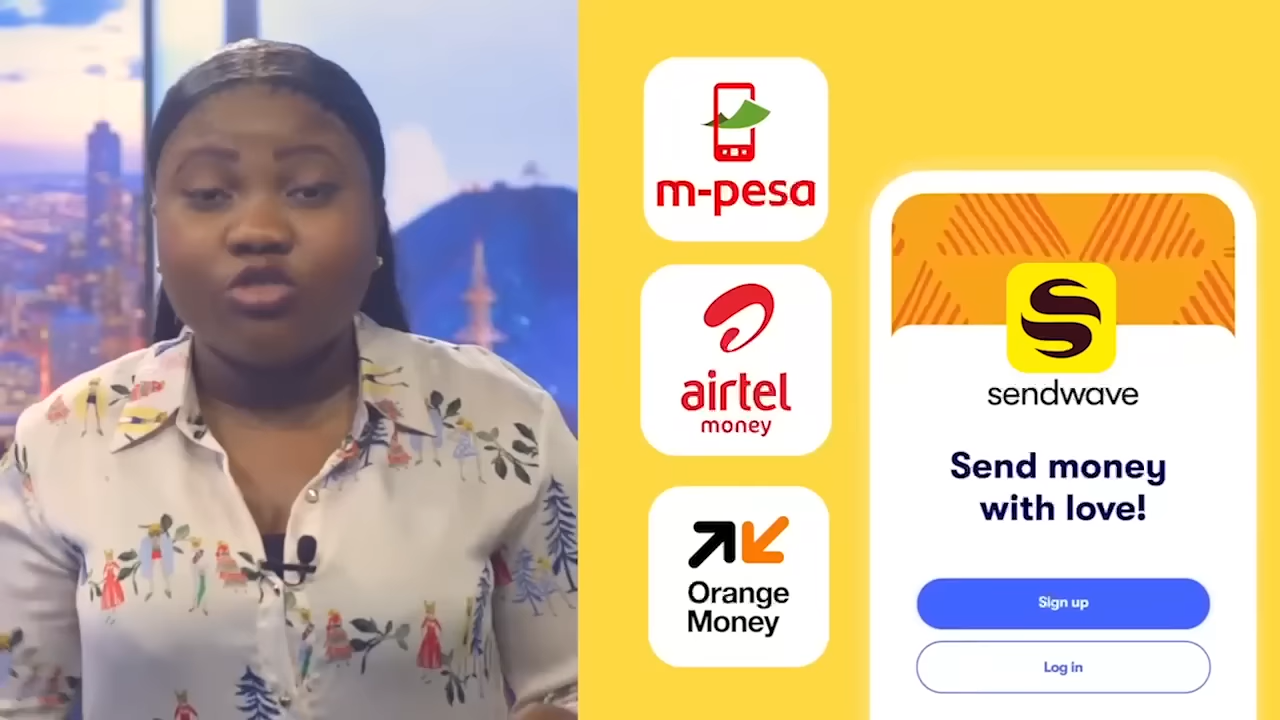 m-pesa
airtel
money
Orange
Money
sendwave
Send money
with love!
Sign up
Log in